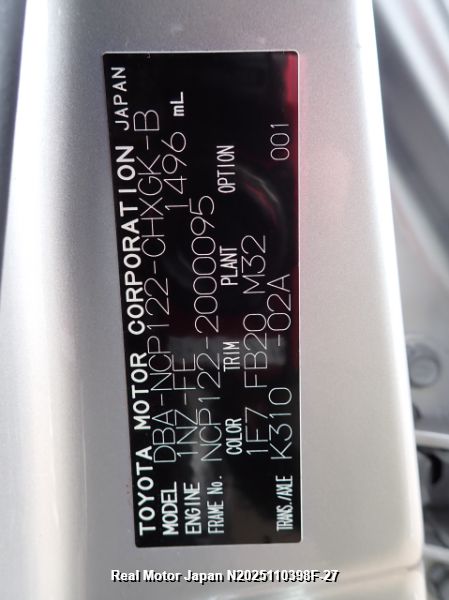 TOYOTA MOTOR CORPORATION JAPAN
MODEL DBA-NCP122-CHXGK-B
ENGINE 1NZ-FE 1496 mL
FRAME No. NCP122-2000095
COLOR TRIM PLANT OPTION
1F7 FB20 M32
TRANS./AXLE K310 -02A 001
Real Motor Japan N2025110398F-27